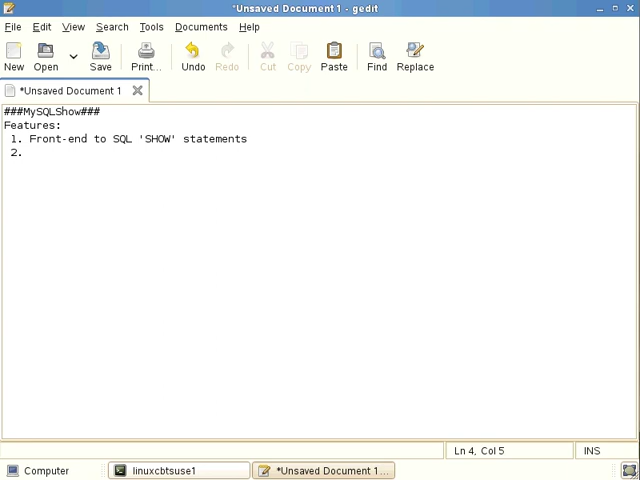 *Unsaved Document 1 - gedit
File Edit View Search Tools Documents Help
New Open Save Print... Undo Redo Cut Copy Paste Find Replace
*Unsaved Document 1
###MySQLShow###
Features:
1. Front-end to SQL 'SHOW' statements
2.
Ln 4, Col 5 INS
Computer linuxcbtsuse1 *Unsaved Document 1...